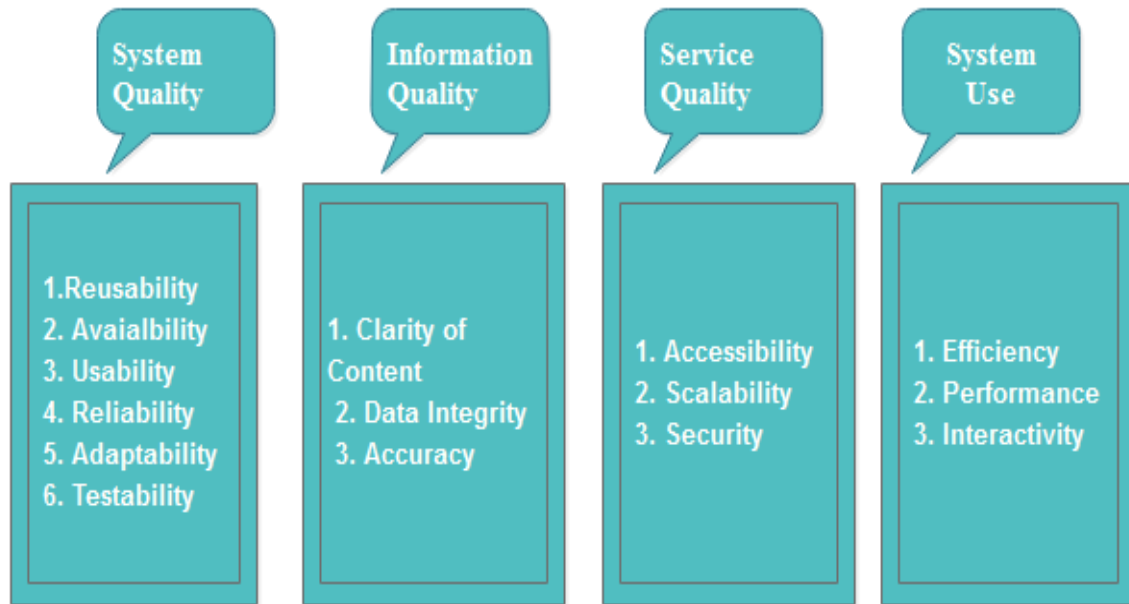 System
Quality
1.Reusability
2. Avaialbility
3. Usability
4. Reliability
5. Adaptability
6. Testability
Information
Quality
1. Clarity of
Content
2. Data Integrity
3. Accuracy
Service
Quality
1. Accessibility
2. Scalability
3. Security
System
Use
1. Efficiency
2. Performance
3. Interactivity